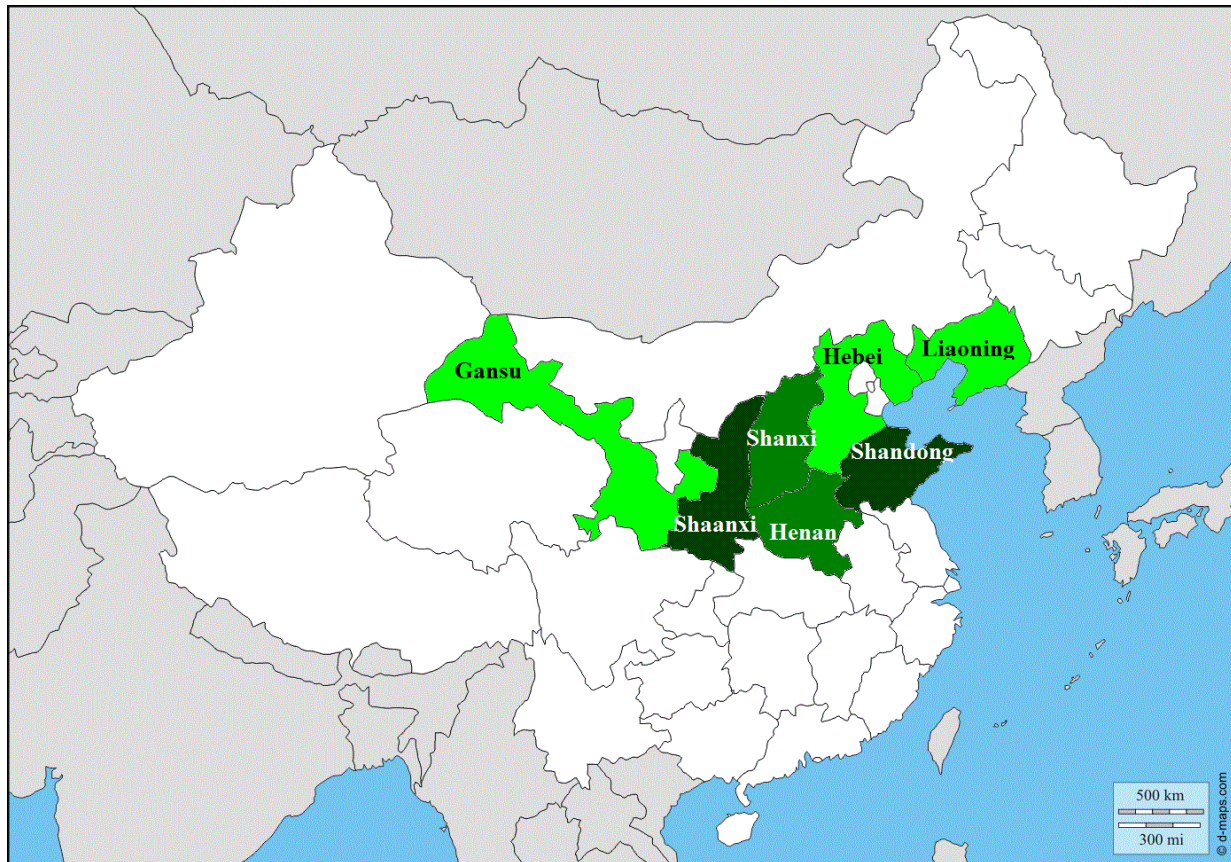 Hebei
Liaoning
Gansu
Shanxi
Shandong
Shaanxi
Henan
500 km
300 mi
© d-maps.com